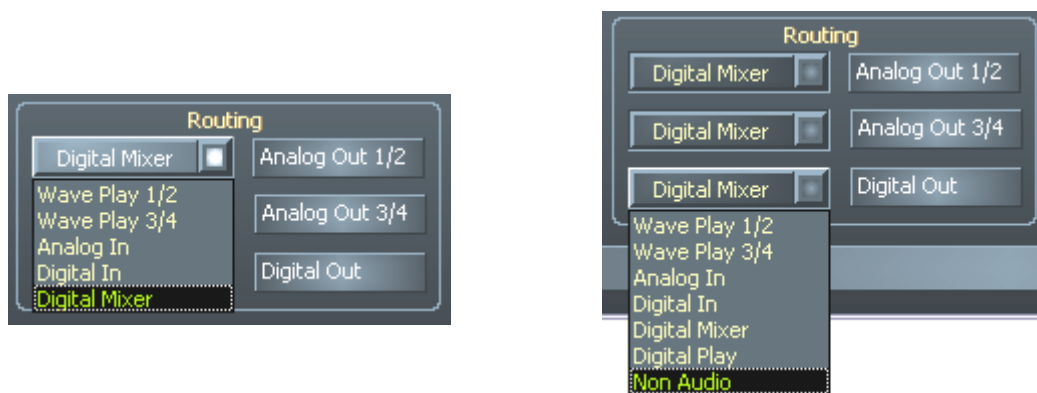 Routing
Digital Mixer
Analog Out 1/2
Wave Play 1/2
Wave Play 3/4
Analog In
Digital In
Digital Mixer
Analog Out 3/4
Digital Out
Routing
Digital Mixer
Analog Out 1/2
Digital Mixer
Analog Out 3/4
Digital Mixer
Digital Out
Wave Play 1/2
Wave Play 3/4
Analog In
Digital In
Digital Mixer
Digital Play
Non Audio